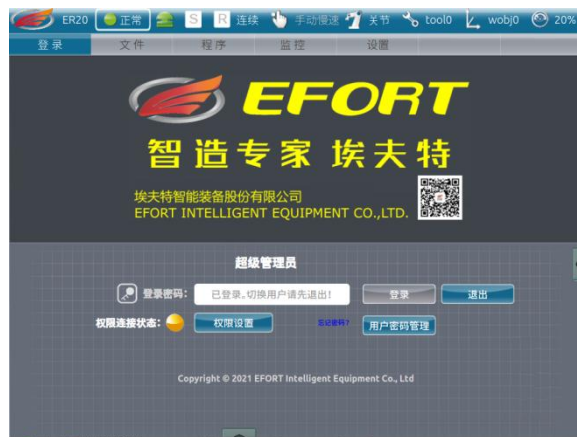 ER20 正常 S R 连续 手动慢速 关节 tool0 wobj0 20%
登录 文件 程序 监控 设置
EFORT
智造专家 埃夫特
埃夫特智能装备股份有限公司
EFORT INTELLIGENT EQUIPMENT CO.,LTD.
超级管理员
登录密码： 已登录，切换用户请先退出！ 登录 退出
权限连接状态： 权限设置 忘记密码？ 用户密码管理
Copyright © 2021 EFORT Intelligent Equipment Co., Ltd